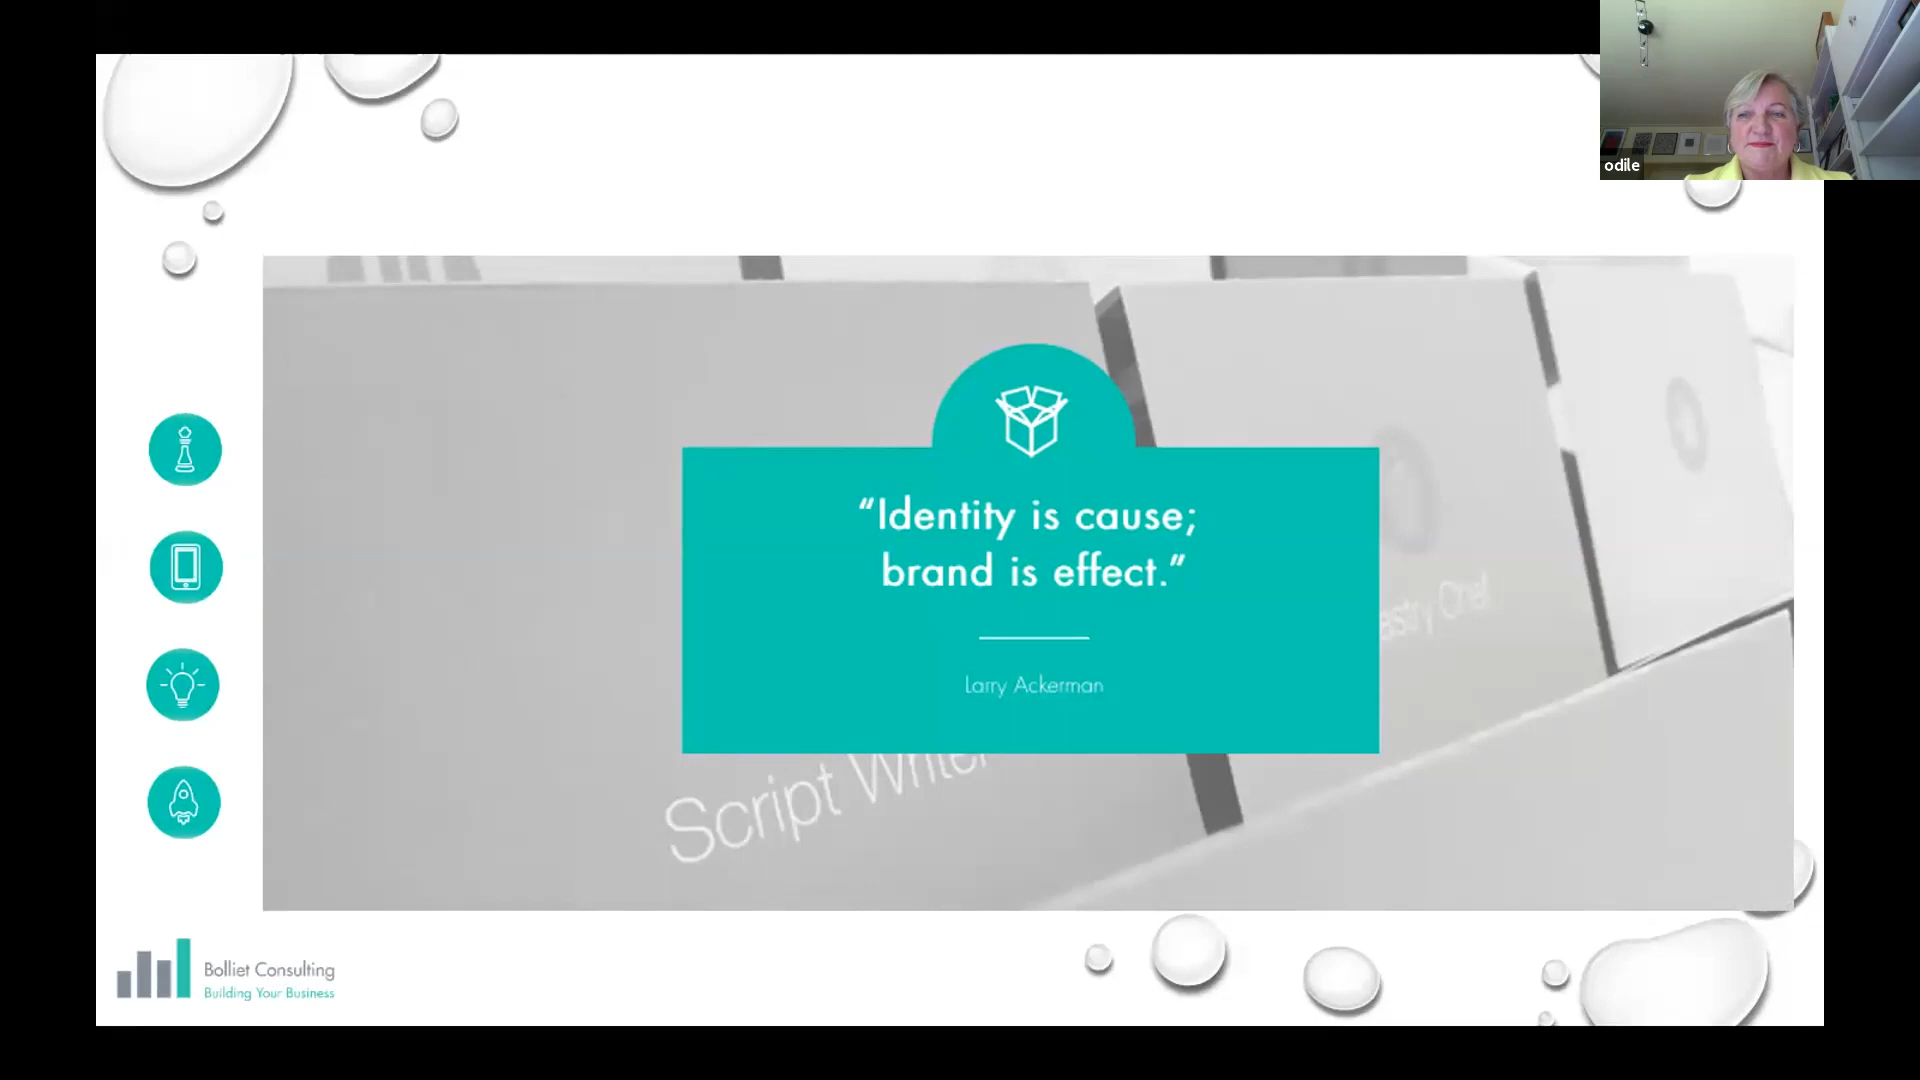 odile
“Identity is cause;
brand is effect.”
Larry Ackerman
Script Writer
Bolliet Consulting
Building Your Business